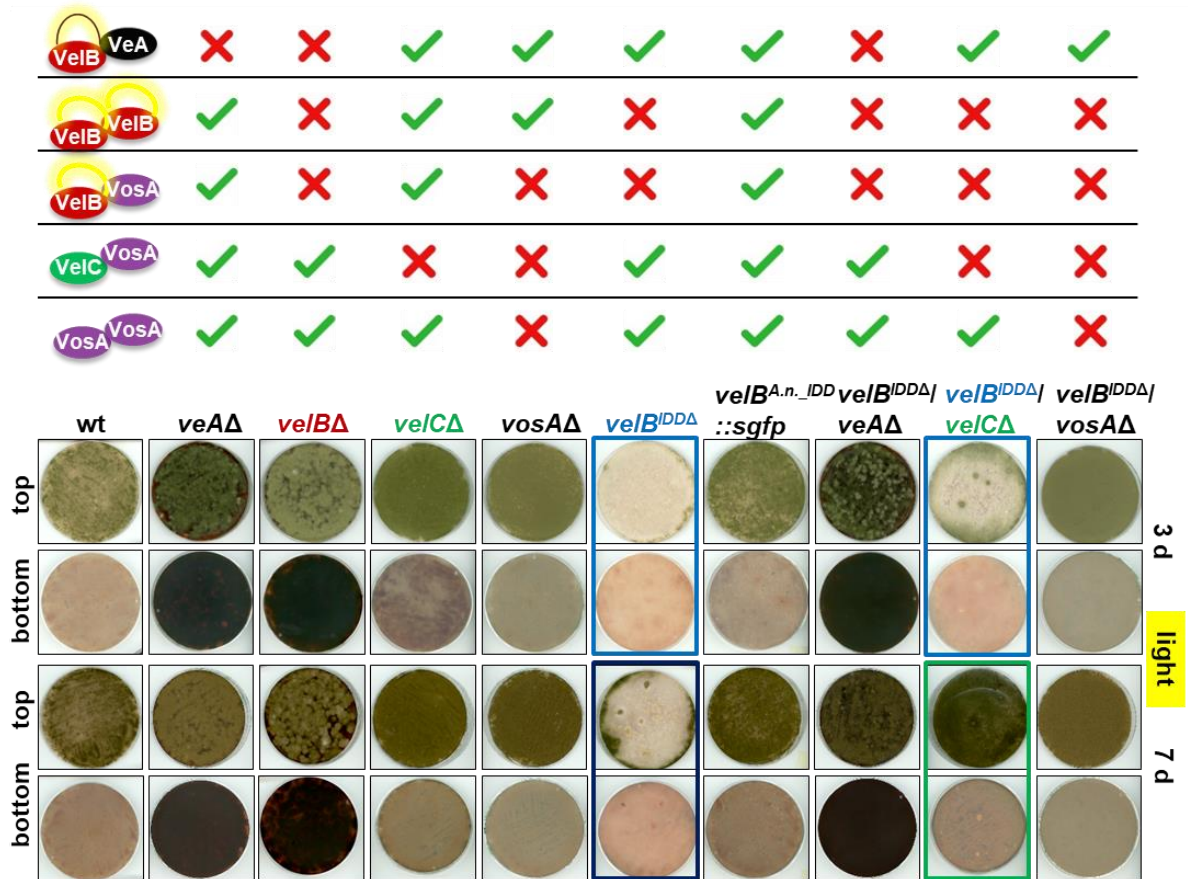 VelB VeA
VelB VelB
VelB VosA
VelC VosA
VosA VosA
wt veAΔ velBΔ velCΔ vosAΔ velB^IDDΔ velB^A.n._IDD ::sgfp velB^IDDΔ/ veAΔ velB^IDDΔ/ velCΔ velB^IDDΔ/ vosAΔ
top
bottom
3 d
light
top
bottom
7 d